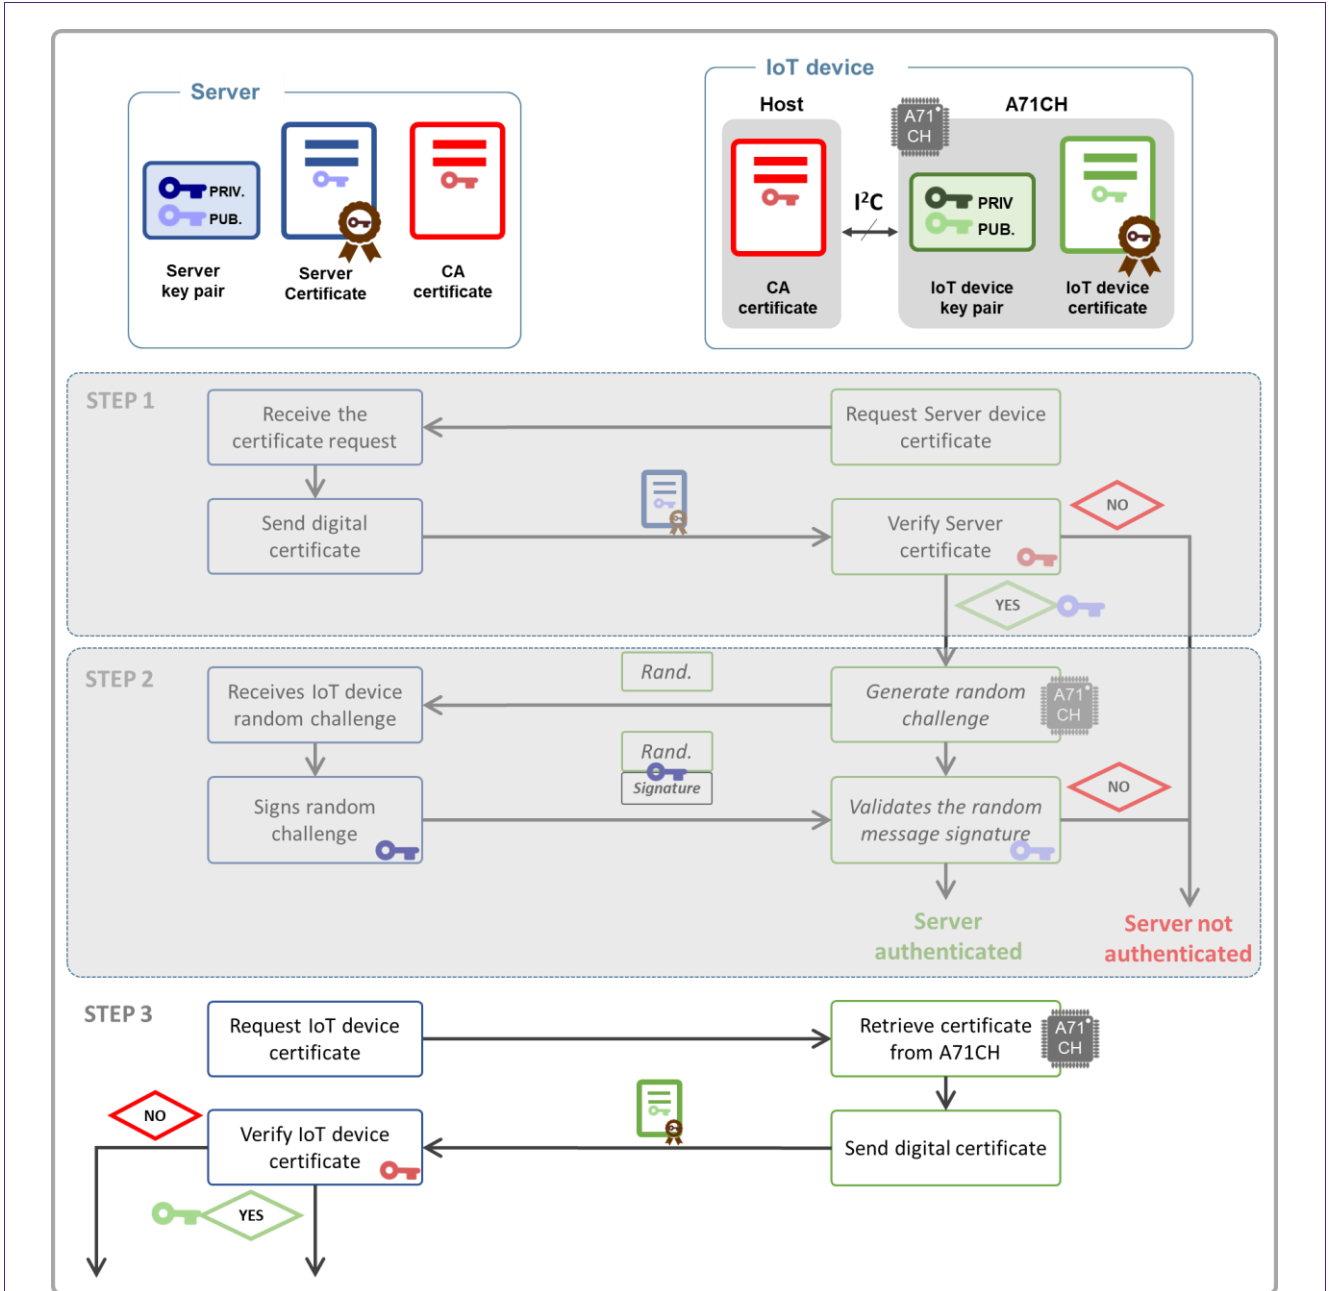 Server
PRIV.
PUB.
Server
key pair
Server
Certificate
CA
certificate
IoT device
Host
A71CH
A71
CH
I²C
PRIV
PUB.
CA
certificate
IoT device
key pair
IoT device
certificate
STEP 1
Receive the
certificate request
Request Server device
certificate
Send digital
certificate
Verify Server
certificate
NO
YES
STEP 2
Receives IoT device
random challenge
Rand.
Generate random
challenge
A71
CH
Rand.
Signature
Signs random
challenge
Validates the random
message signature
NO
Server
authenticated
Server not
authenticated
STEP 3
Request IoT device
certificate
Retrieve certificate
from A71CH
A71
CH
NO
Verify IoT device
certificate
Send digital certificate
YES